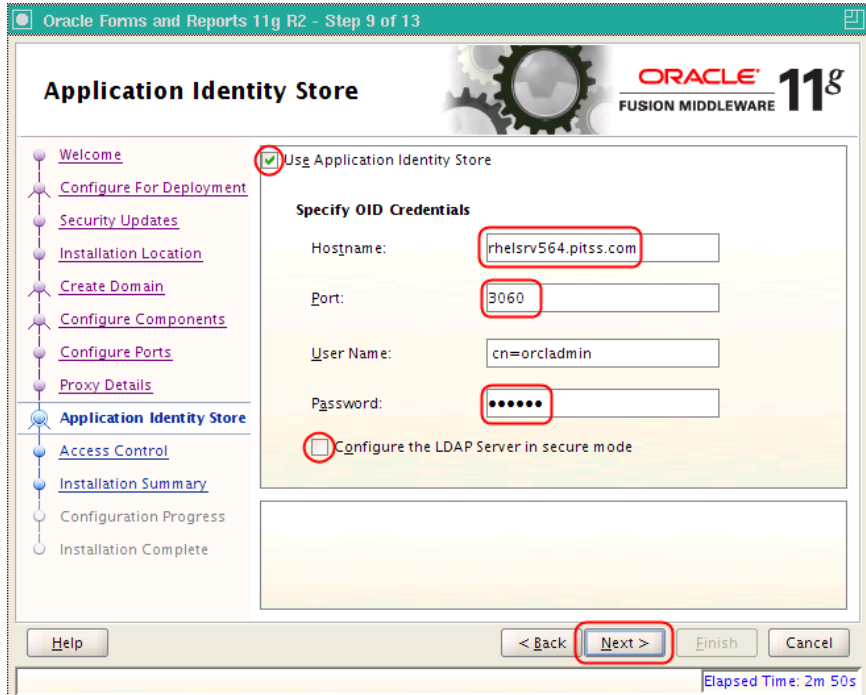 Oracle Forms and Reports 11g R2 - Step 9 of 13
Application Identity Store
ORACLE
FUSION MIDDLEWARE
11g
Welcome
Configure For Deployment
Security Updates
Installation Location
Create Domain
Configure Components
Configure Ports
Proxy Details
Application Identity Store
Access Control
Installation Summary
Configuration Progress
Installation Complete
Use Application Identity Store
Specify OID Credentials
Hostname: rhelsrv564.pitss.com
Port: 3060
User Name: cn=orcladmin
Password: ••••••
Configure the LDAP Server in secure mode
Help < Back Next > Finish Cancel
Elapsed Time: 2m 50s